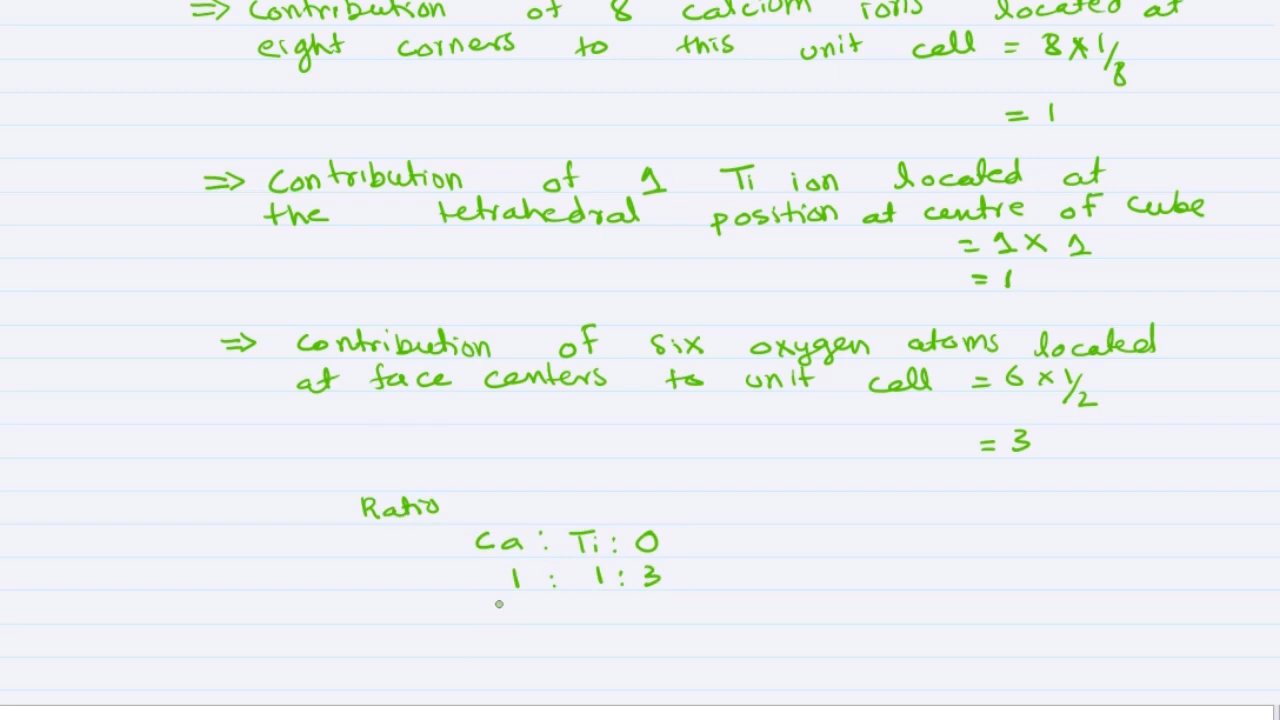 ⇒ Contribution of 8 calcium ions located at
eight corners to this unit cell = 8 × 1/8
= 1
⇒ Contribution of 1 Ti ion located at
the tetrahedral position at centre of cube
= 1 × 1
= 1
⇒ Contribution of six oxygen atoms located
at face centers to unit cell = 6 × 1/2
= 3
Ratio
Ca : Ti : O
1 : 1 : 3